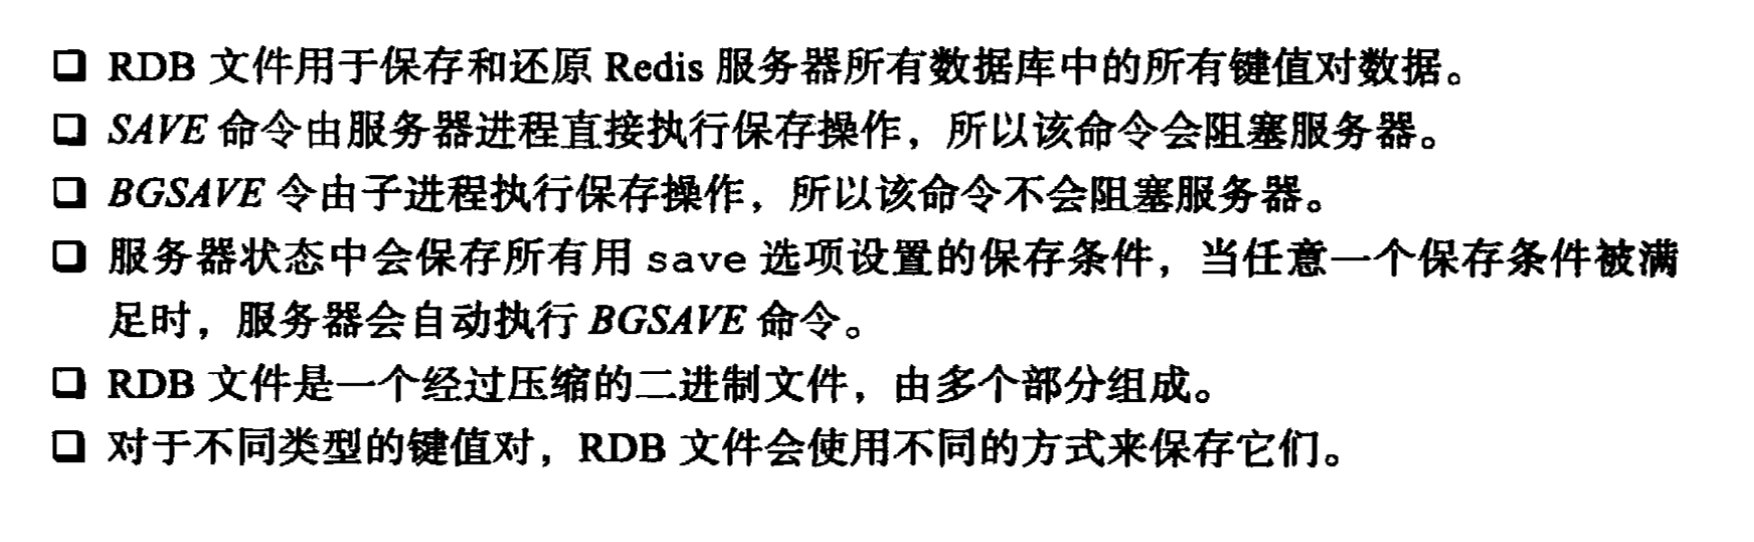 ❏ RDB 文件用于保存和还原 Redis 服务器所有数据库中的所有键值对数据。
❏ SAVE 命令由服务器进程直接执行保存操作，所以该命令会阻塞服务器。
❏ BGSAVE 令由子进程执行保存操作，所以该命令不会阻塞服务器。
❏ 服务器状态中会保存所有用 save 选项设置的保存条件，当任意一个保存条件被满
足时，服务器会自动执行 BGSAVE 命令。
❏ RDB 文件是一个经过压缩的二进制文件，由多个部分组成。
❏ 对于不同类型的键值对，RDB 文件会使用不同的方式来保存它们。